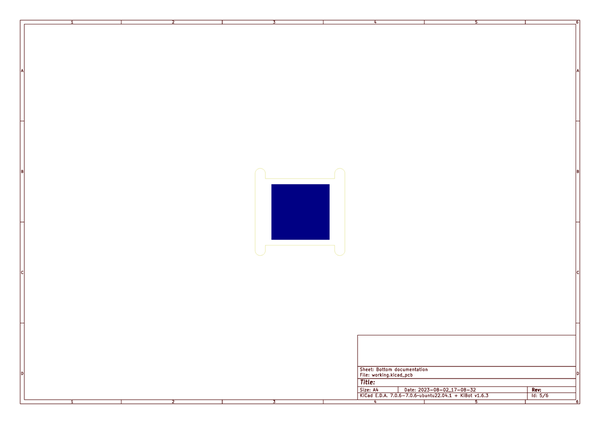 1 2 3 4 5 6
A A
B B
C C
Sheet: Bottom documentation
File: working.kicad_pcb
D D
Title:
Size: A4 Date: 2023-08-02_17-08-32 Rev:
KiCad E.D.A. 7.0.6-7.0.6~ubuntu22.04.1 + KiBot v1.6.3 Id: 5/6
1 2 3 4 5 6